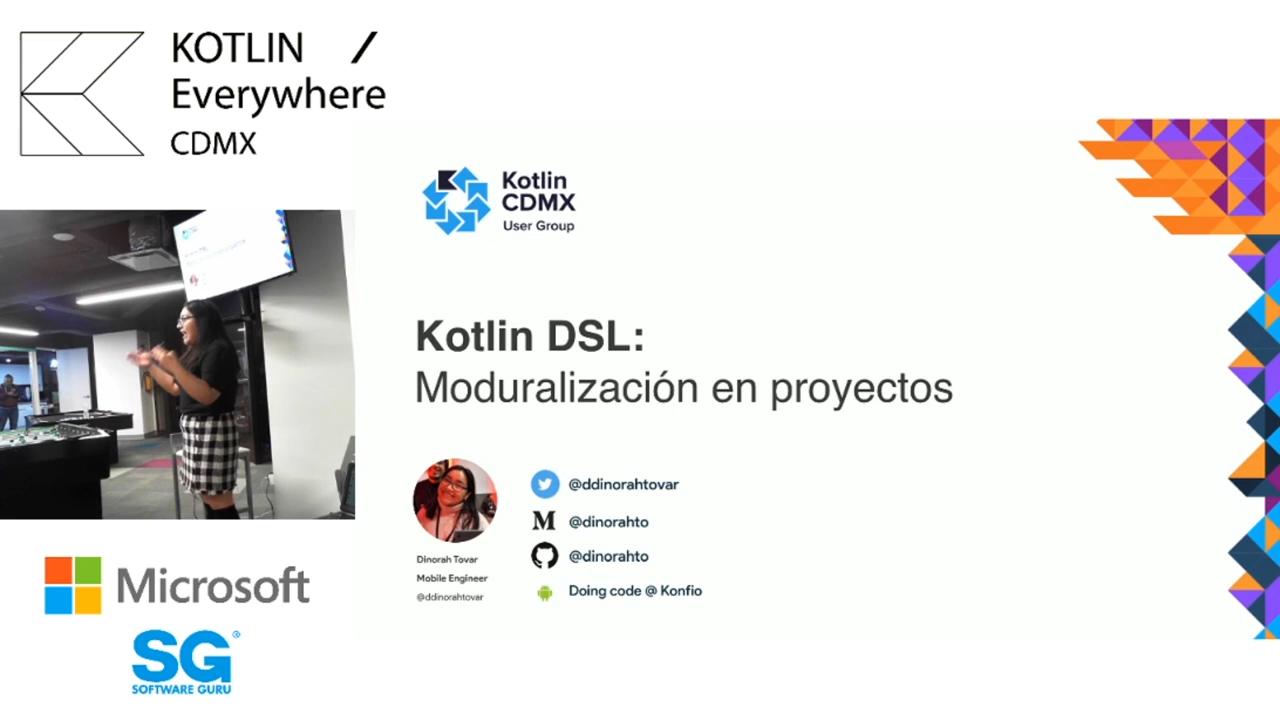 KOTLIN /
Everywhere
CDMX
Kotlin
CDMX
User Group
Kotlin DSL:
Moduralización en proyectos
@ddinorahtovar
@dinorahto
@dinorahto
Doing code @ Konfio
Dinorah Tovar
Mobile Engineer
@ddinorahtovar
Microsoft
SG®
SOFTWARE GURU